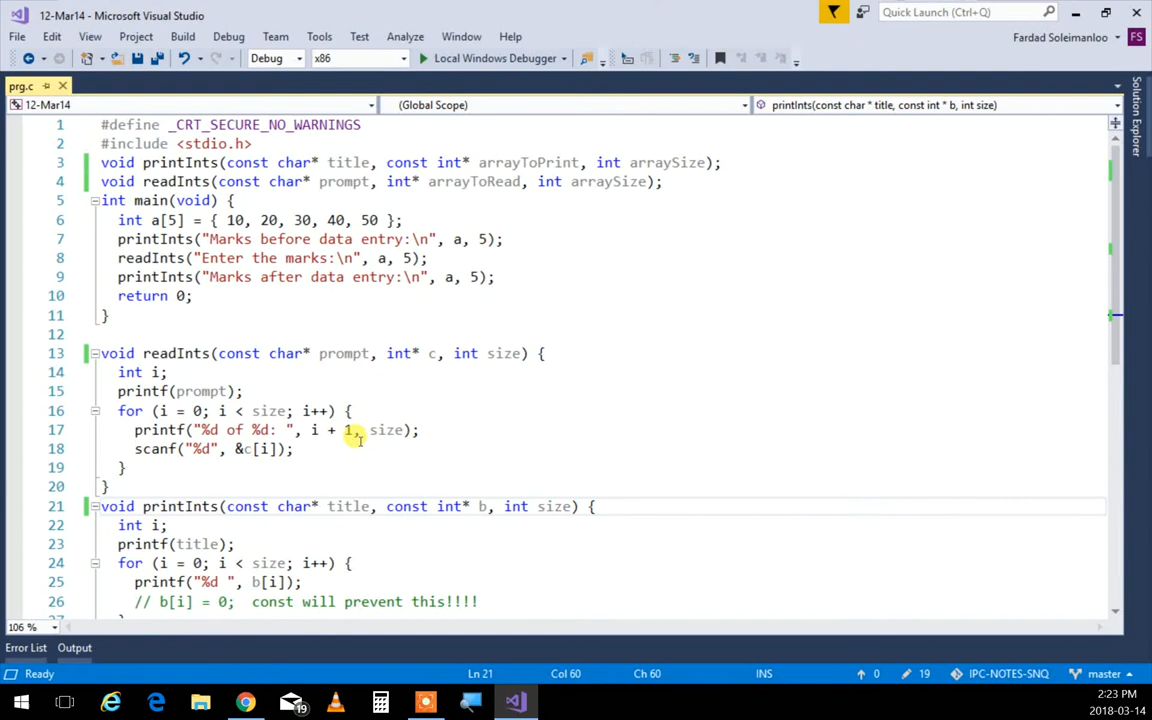 12-Mar14 - Microsoft Visual Studio
Quick Launch (Ctrl+Q)
File Edit View Project Build Debug Team Tools Test Analyze Window Help
Fardad Soleimanloo FS
Debug x86 Local Windows Debugger
prg.c
12-Mar14 (Global Scope) printInts(const char * title, const int * b, int size)
Solution Explorer
1 #define _CRT_SECURE_NO_WARNINGS
2 #include <stdio.h>
3 void printInts(const char* title, const int* arrayToPrint, int arraySize);
4 void readInts(const char* prompt, int* arrayToRead, int arraySize);
5 int main(void) {
6 int a[5] = { 10, 20, 30, 40, 50 };
7 printInts("Marks before data entry:\n", a, 5);
8 readInts("Enter the marks:\n", a, 5);
9 printInts("Marks after data entry:\n", a, 5);
10 return 0;
11 }
12
13 void readInts(const char* prompt, int* c, int size) {
14 int i;
15 printf(prompt);
16 for (i = 0; i < size; i++) {
17 printf("%d of %d: ", i + 1, size);
18 scanf("%d", &c[i]);
19 }
20 }
21 void printInts(const char* title, const int* b, int size) {
22 int i;
23 printf(title);
24 for (i = 0; i < size; i++) {
25 printf("%d ", b[i]);
26 // b[i] = 0; const will prevent this!!!!
106 %
Error List Output
Ready Ln 21 Col 60 Ch 60 INS 0 19 IPC-NOTES-SNQ master
19
2:23 PM
2018-03-14